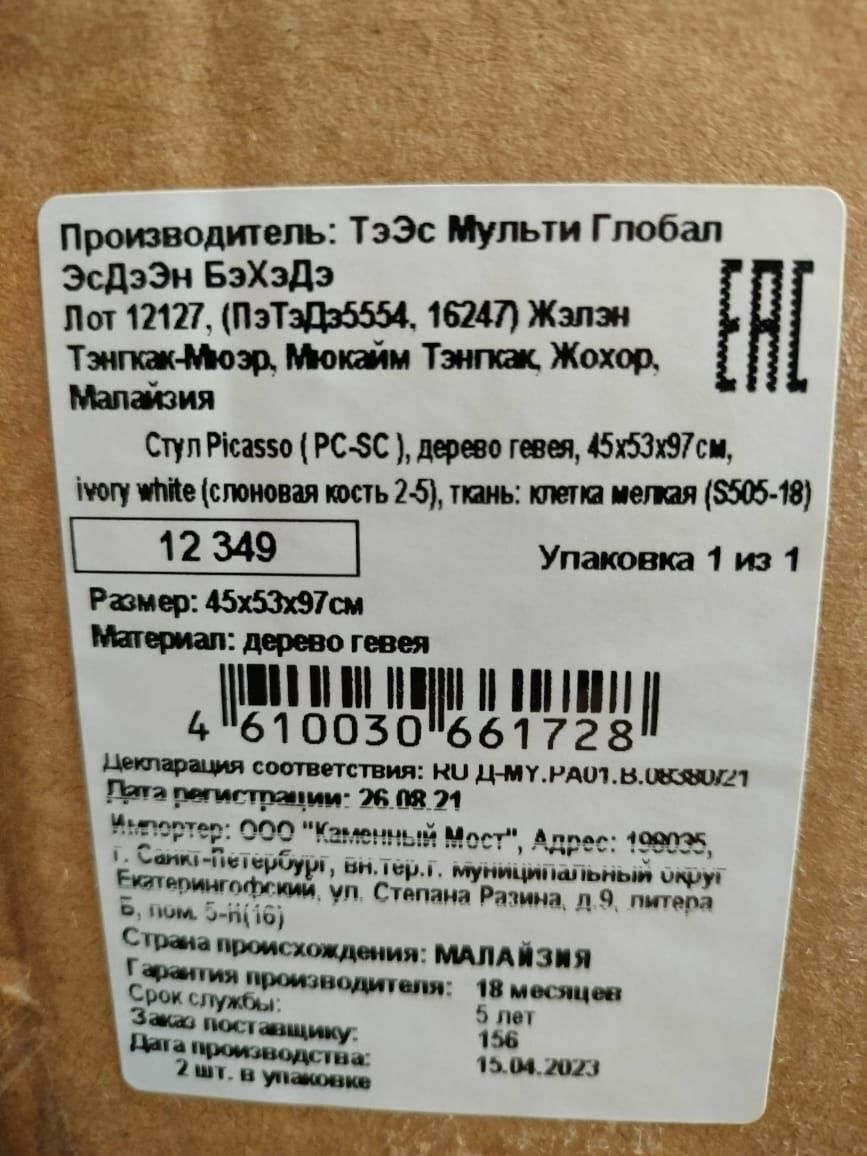 Производитель: ТэЭс Мульти Глобал
ЭсДэЭн БэХэДэ
Лот 12127, (ПэТэДэ5554, 16247) Жэлэн
Тэнгкак-Мюэр, Мюкайм Тэнгкак, Жохор,
Малайзия
EAC
Стул Picasso ( PC-SC ), дерево гевея, 45x53x97см,
ivory white (слоновая кость 2-5), ткань: клетка мелкая (S505-18)
12 349
Упаковка 1 из 1
Размер: 45x53x97см
Материал: дерево гевея
4 610030 661728
Декларация соответствия: RU Д-MY.РА01.В.08380/21
Дата регистрации: 26.08.21
Импортер: ООО "Каменный Мост", Адрес: 199035,
г. Санкт-Петербург, вн.тер.г. муниципальный округ
Екатерингофский, ул. Степана Разина, д.9, литера
Б, пом. 5-Н(16)
Страна происхождения: МАЛАЙЗИЯ
Гарантия производителя: 18 месяцев
Срок службы: 5 лет
Заказ поставщику: 156
Дата производства: 15.04.2023
2 шт. в упаковке